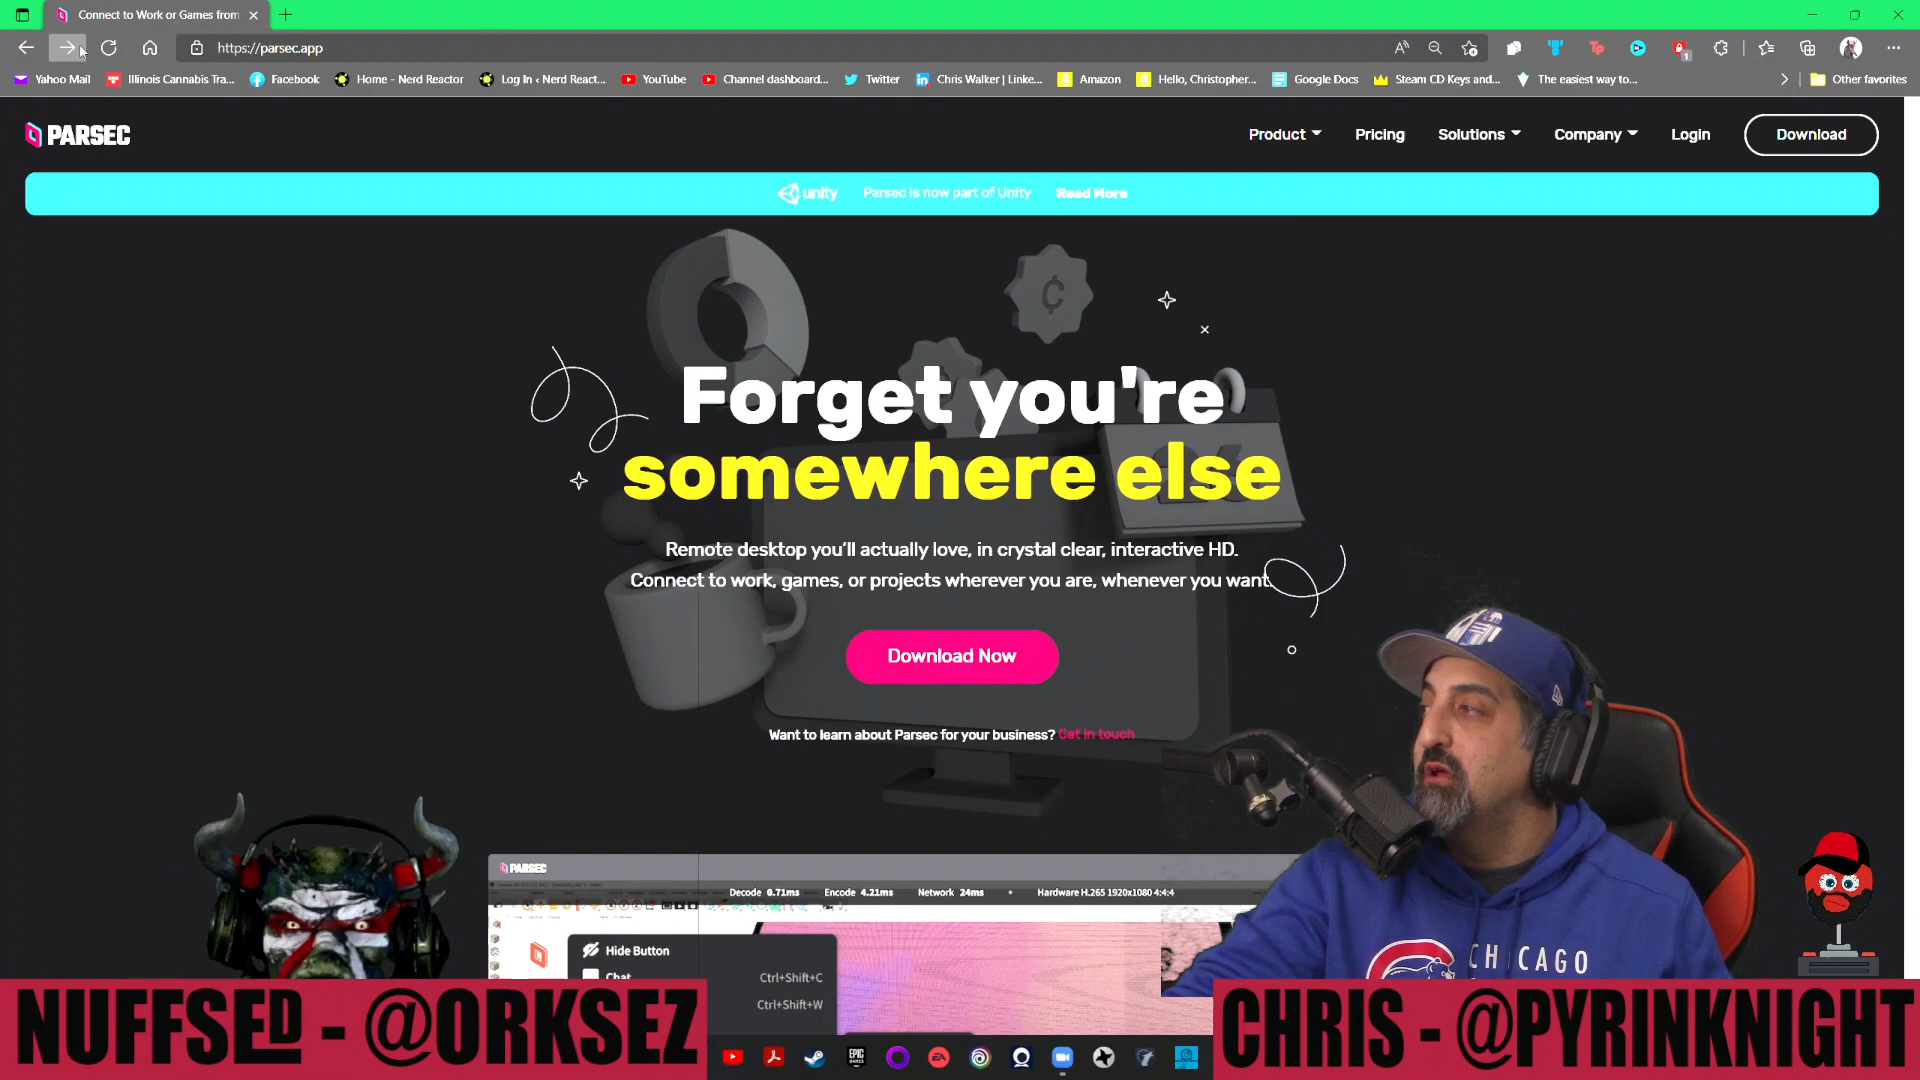 Connect to Work or Games from
https://parsec.app
Yahoo Mail
Illinois Cannabis Tra...
Facebook
Home - Nerd Reactor
Log In ‹ Nerd React...
YouTube
Channel dashboard...
Twitter
Chris Walker | Linke...
Amazon
Hello, Christopher...
Google Docs
Steam CD Keys and...
The easiest way to...
Other favorites
PARSEC
Product
Pricing
Solutions
Company
Login
Download
unity
Parsec is now part of Unity
Read More
Forget you're
somewhere else
Remote desktop you'll actually love, in crystal clear, interactive HD.
Connect to work, games, or projects wherever you are, whenever you want.
Download Now
Want to learn about Parsec for your business? Get in touch
PARSEC
Decode 0.71ms
Encode 4.21ms
Network 24ms
Hardware H.265 1920x1080 4:4:4
Hide Button
Chat
Ctrl+Shift+C
Ctrl+Shift+W
CHICAGO
NUFFSED - @ORKSEZ
CHRIS - @PYRINKNIGHT
EPIC
EA